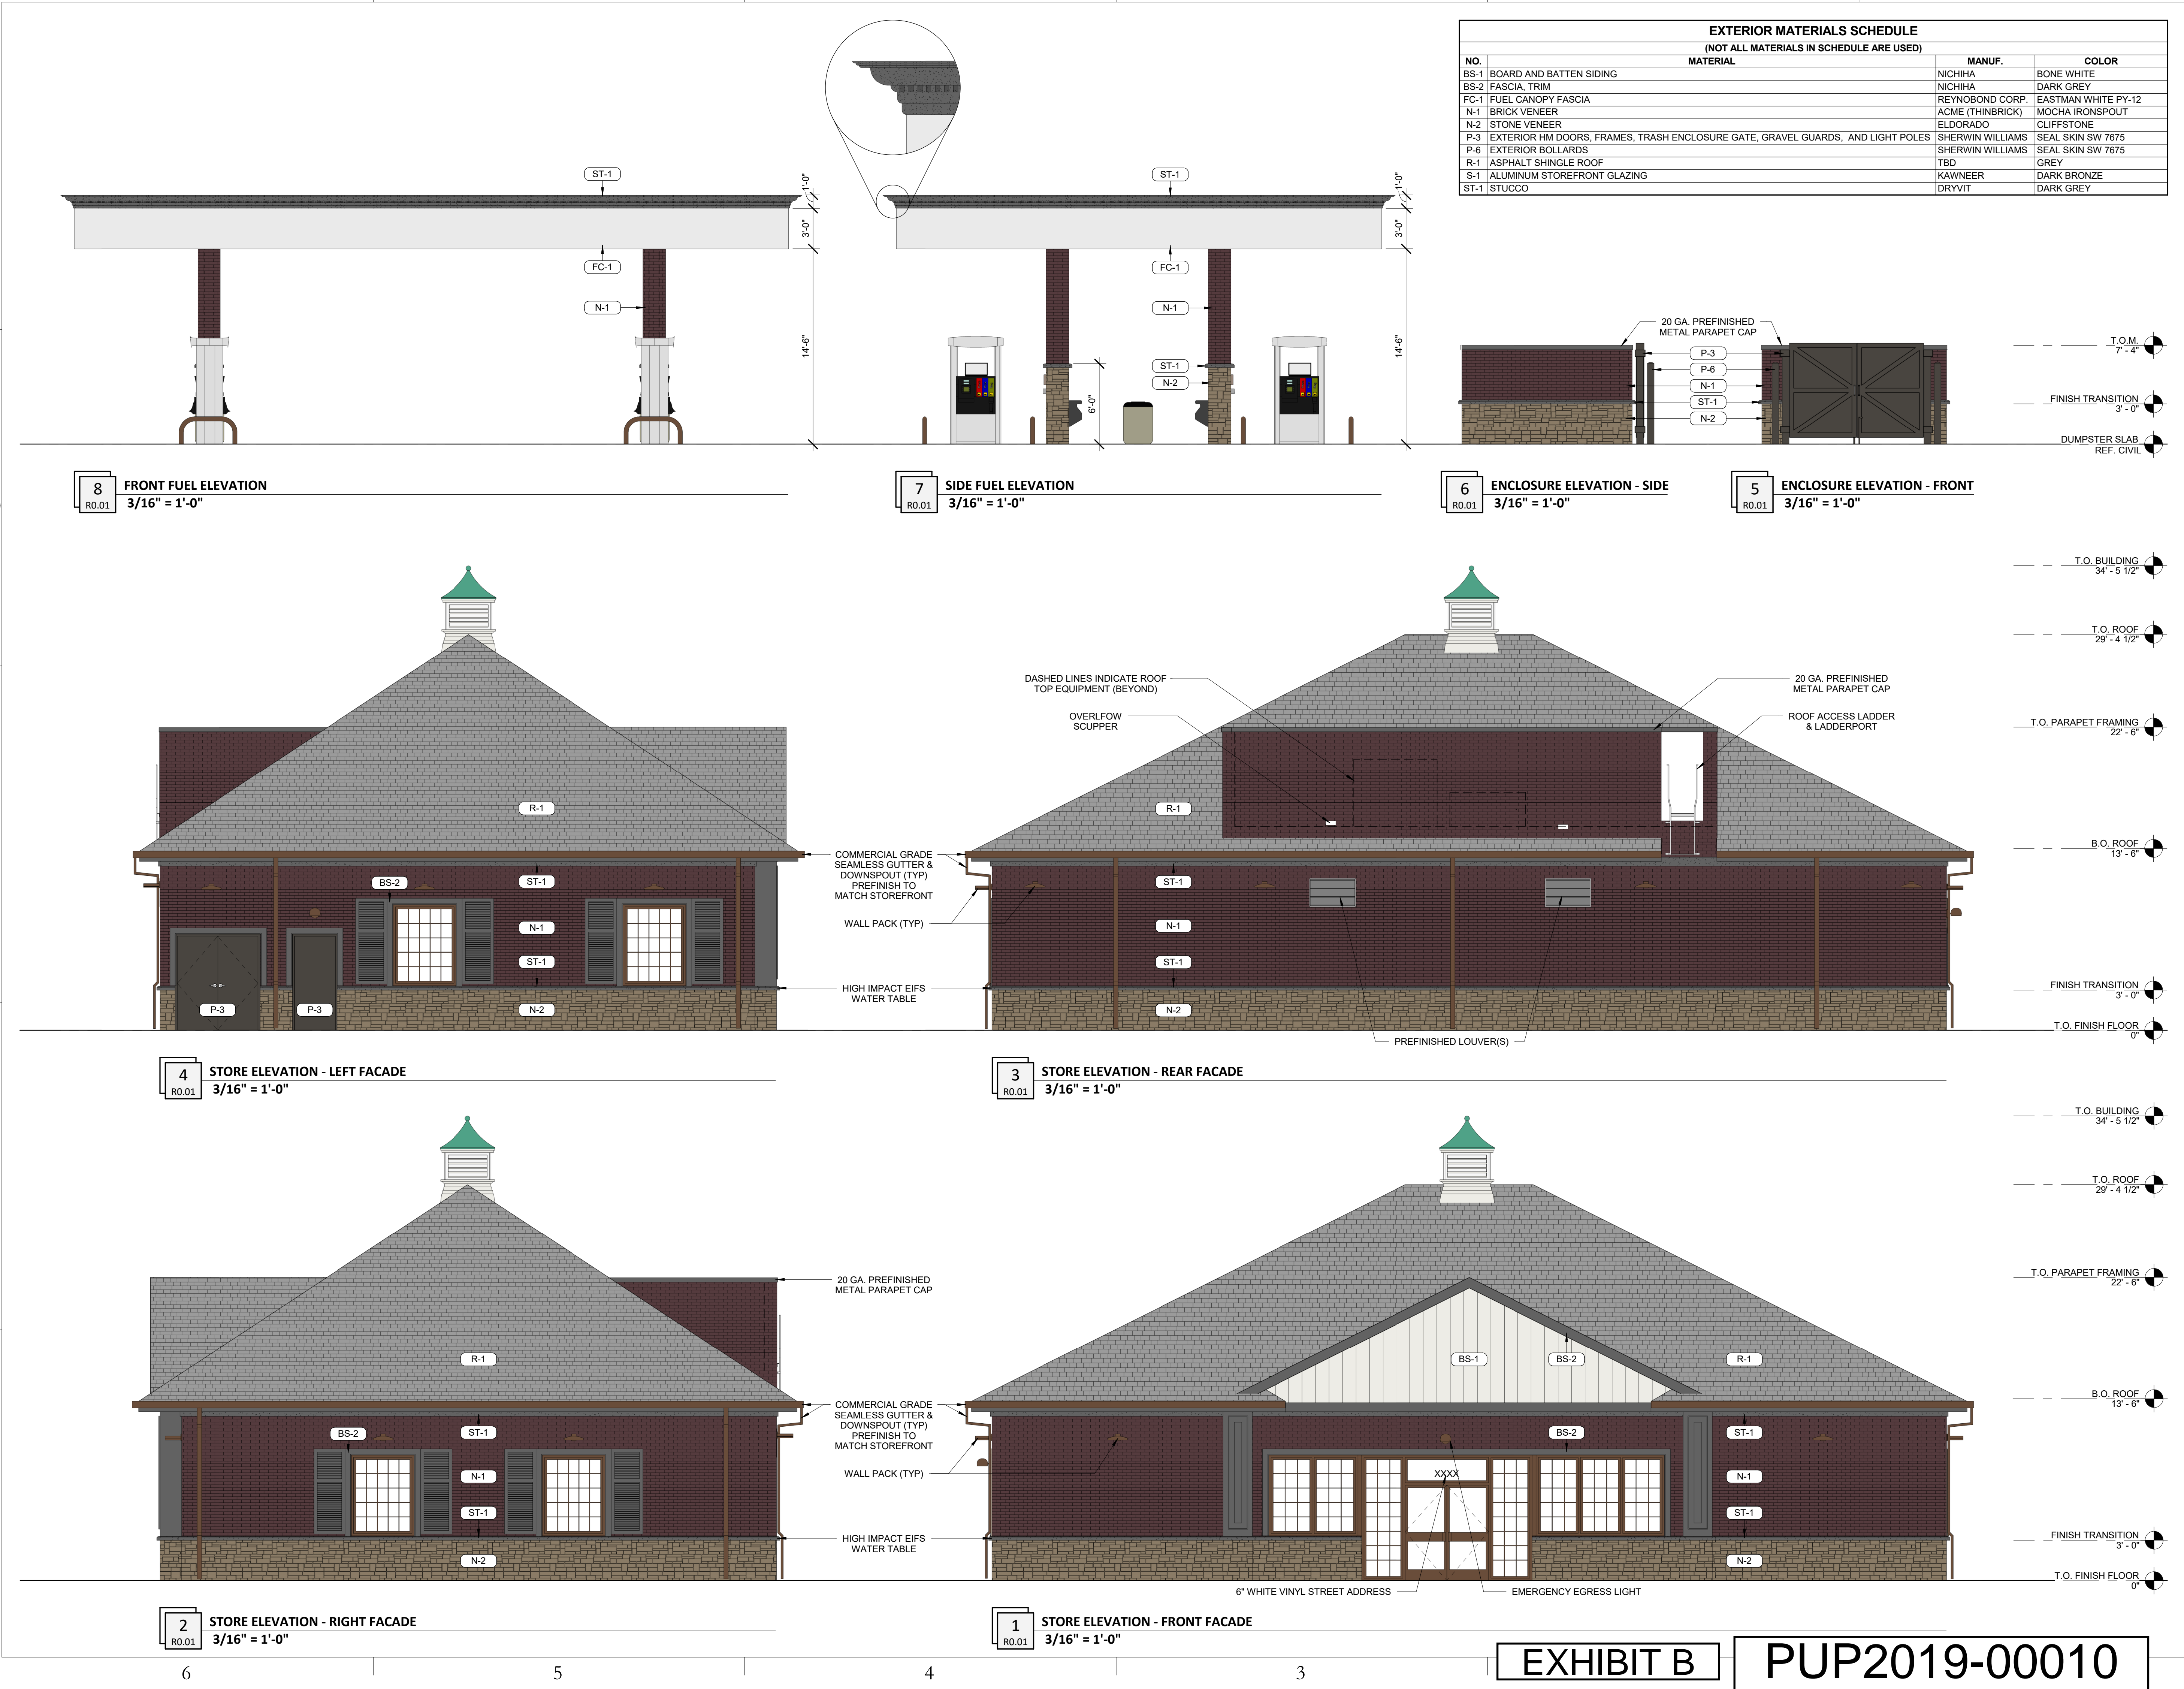 EXTERIOR MATERIALS SCHEDULE
(NOT ALL MATERIALS IN SCHEDULE ARE USED)
NO. MATERIAL MANUF. COLOR
BS-1 BOARD AND BATTEN SIDING NICHIHA BONE WHITE
BS-2 FASCIA, TRIM NICHIHA DARK GREY
FC-1 FUEL CANOPY FASCIA REYNOBOND CORP. EASTMAN WHITE PY-12
N-1 BRICK VENEER ACME (THINBRICK) MOCHA IRONSPOUT
N-2 STONE VENEER ELDORADO CLIFFSTONE
P-3 EXTERIOR HM DOORS, FRAMES, TRASH ENCLOSURE GATE, GRAVEL GUARDS, AND LIGHT POLES SHERWIN WILLIAMS SEAL SKIN SW 7675
P-6 EXTERIOR BOLLARDS SHERWIN WILLIAMS SEAL SKIN SW 7675
R-1 ASPHALT SHINGLE ROOF TBD GREY
S-1 ALUMINUM STOREFRONT GLAZING KAWNEER DARK BRONZE
ST-1 STUCCO DRYVIT DARK GREY
ST-1
1'-0"
3'-0"
FC-1
N-1
14'-6"
8
R0.01
FRONT FUEL ELEVATION
3/16" = 1'-0"
ST-1
1'-0"
3'-0"
FC-1
N-1
14'-6"
ST-1
N-2
6'-0"
7
R0.01
SIDE FUEL ELEVATION
3/16" = 1'-0"
20 GA. PREFINISHED
METAL PARAPET CAP
P-3
P-6
N-1
ST-1
N-2
T.O.M.
7' - 4"
FINISH TRANSITION
3' - 0"
DUMPSTER SLAB
REF. CIVIL
6
R0.01
ENCLOSURE ELEVATION - SIDE
3/16" = 1'-0"
5
R0.01
ENCLOSURE ELEVATION - FRONT
3/16" = 1'-0"
R-1
BS-2
ST-1
N-1
ST-1
P-3
P-3
N-2
COMMERCIAL GRADE
SEAMLESS GUTTER &
DOWNSPOUT (TYP)
PREFINISH TO
MATCH STOREFRONT
WALL PACK (TYP)
HIGH IMPACT EIFS
WATER TABLE
4
R0.01
STORE ELEVATION - LEFT FACADE
3/16" = 1'-0"
DASHED LINES INDICATE ROOF
TOP EQUIPMENT (BEYOND)
OVERLFOW
SCUPPER
20 GA. PREFINISHED
METAL PARAPET CAP
ROOF ACCESS LADDER
& LADDERPORT
R-1
ST-1
N-1
ST-1
N-2
PREFINISHED LOUVER(S)
T.O. BUILDING
34' - 5 1/2"
T.O. ROOF
29' - 4 1/2"
T.O. PARAPET FRAMING
22' - 6"
B.O. ROOF
13' - 6"
FINISH TRANSITION
3' - 0"
T.O. FINISH FLOOR
0"
3
R0.01
STORE ELEVATION - REAR FACADE
3/16" = 1'-0"
20 GA. PREFINISHED
METAL PARAPET CAP
R-1
BS-2
ST-1
N-1
ST-1
N-2
COMMERCIAL GRADE
SEAMLESS GUTTER &
DOWNSPOUT (TYP)
PREFINISH TO
MATCH STOREFRONT
WALL PACK (TYP)
HIGH IMPACT EIFS
WATER TABLE
2
R0.01
STORE ELEVATION - RIGHT FACADE
3/16" = 1'-0"
BS-1
BS-2
R-1
BS-2
ST-1
XXXX
N-1
ST-1
N-2
6" WHITE VINYL STREET ADDRESS
EMERGENCY EGRESS LIGHT
T.O. BUILDING
34' - 5 1/2"
T.O. ROOF
29' - 4 1/2"
T.O. PARAPET FRAMING
22' - 6"
B.O. ROOF
13' - 6"
FINISH TRANSITION
3' - 0"
T.O. FINISH FLOOR
0"
1
R0.01
STORE ELEVATION - FRONT FACADE
3/16" = 1'-0"
6 5 4 3
EXHIBIT B
PUP2019-00010